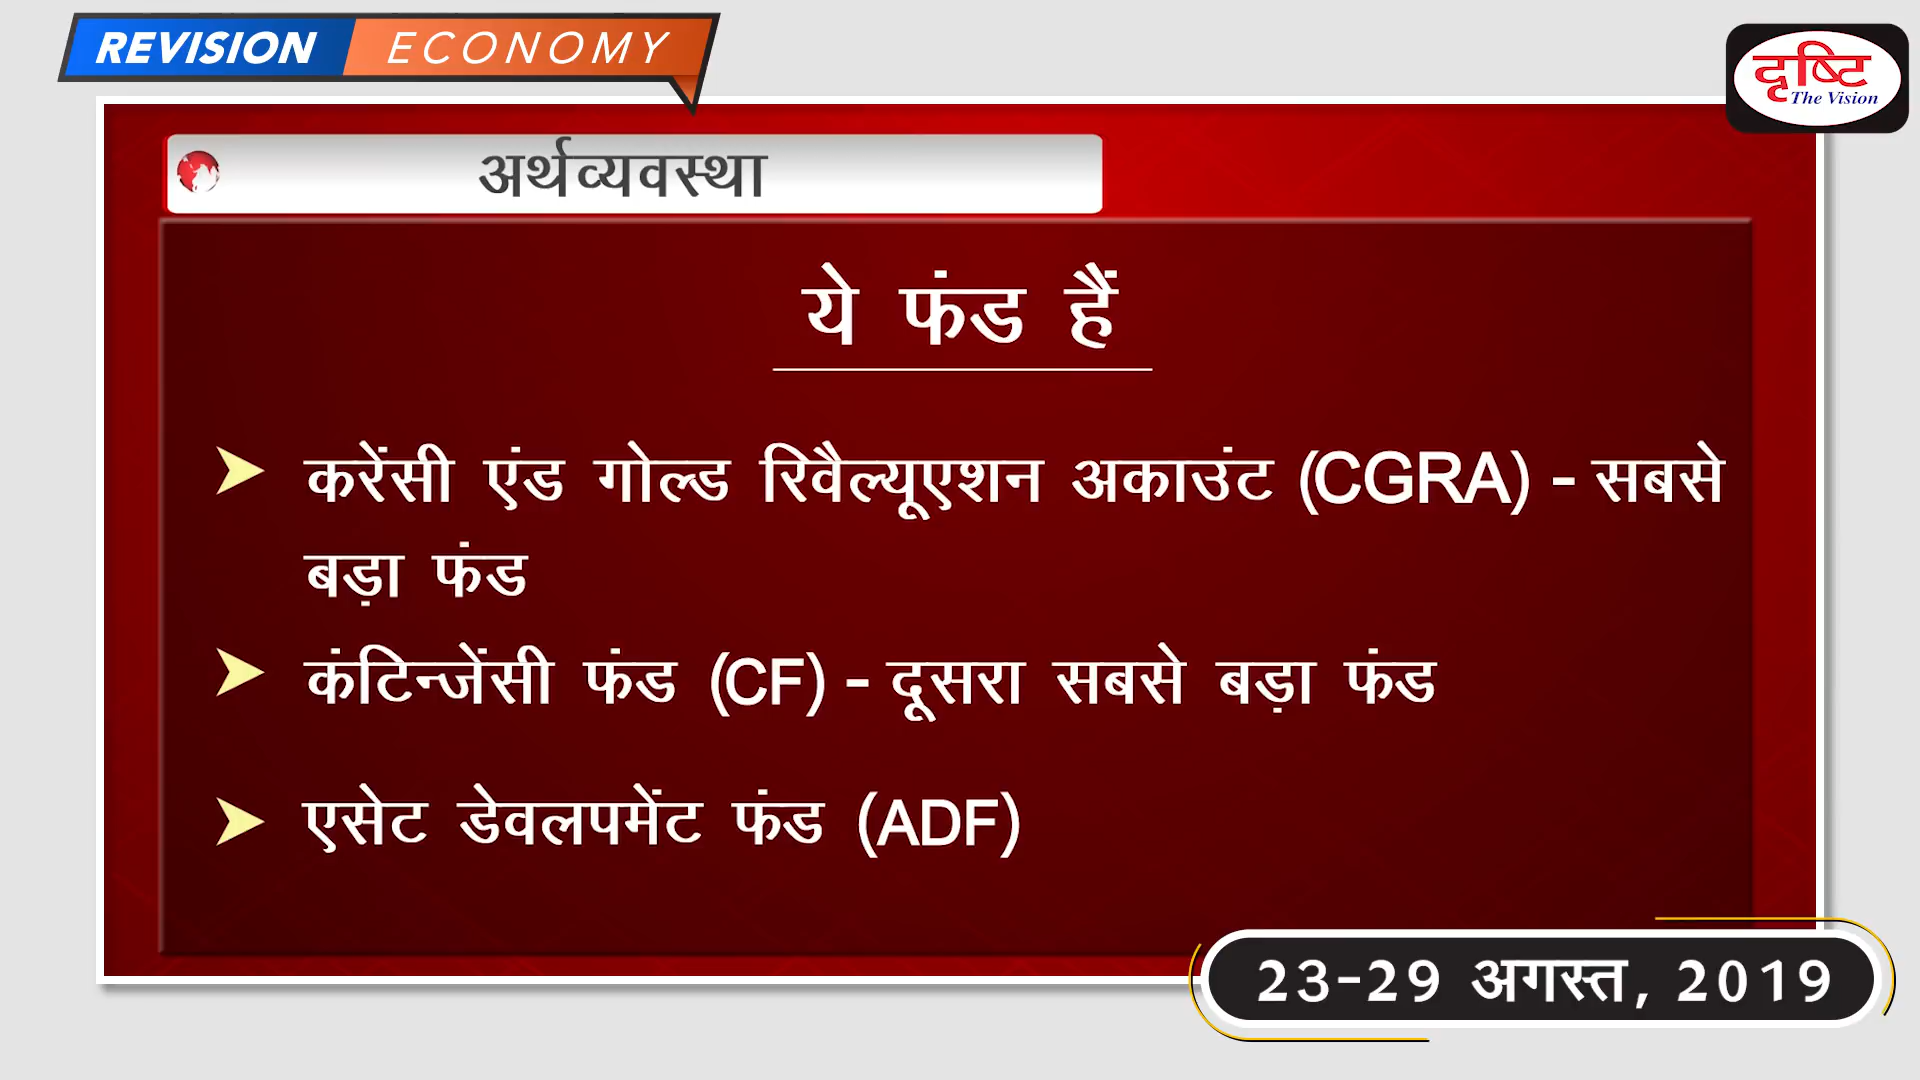 REVISION ECONOMY
दृष्टि
The Vision
अर्थव्यवस्था
ये फंड हैं
करेंसी एंड गोल्ड रिवैल्यूएशन अकाउंट (CGRA) - सबसे
बड़ा फंड
कंटिन्जेंसी फंड (CF) - दूसरा सबसे बड़ा फंड
एसेट डेवलपमेंट फंड (ADF)
23-29 अगस्त, 2019